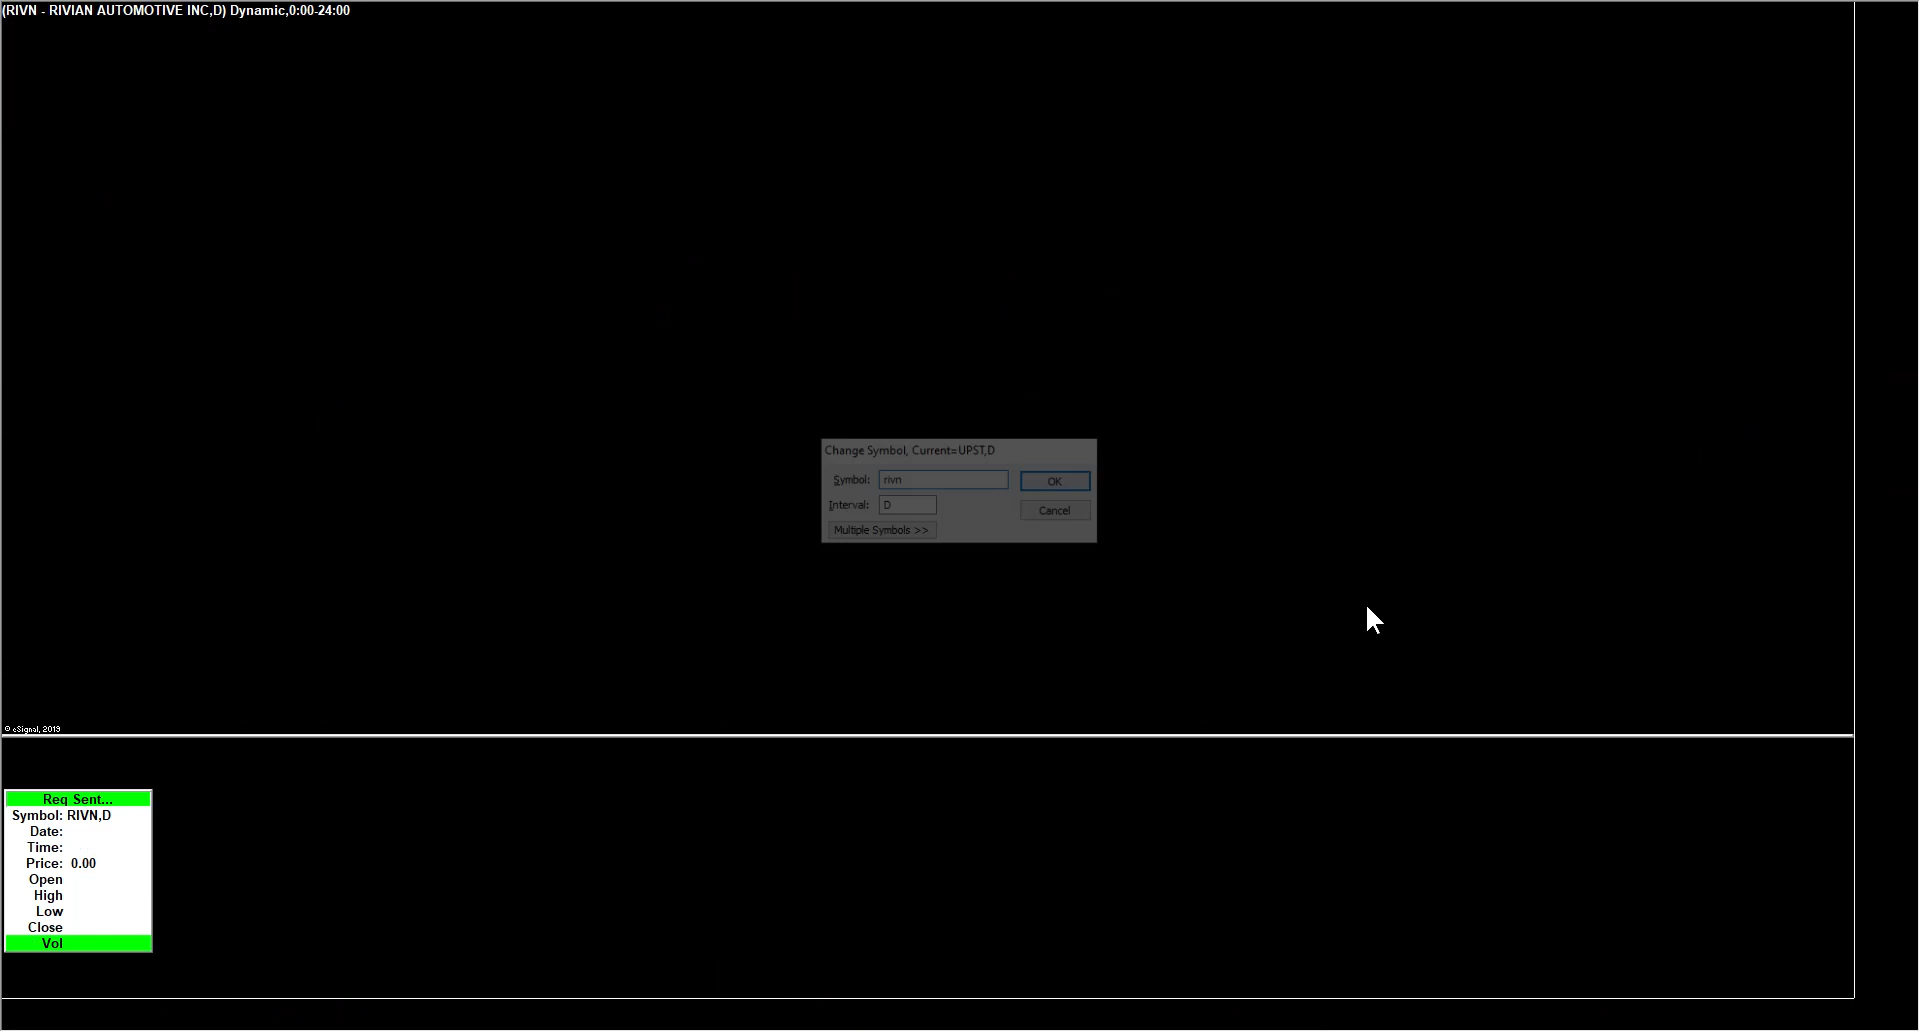 (RIVN - RIVIAN AUTOMOTIVE INC,D) Dynamic,0:00-24:00
Change Symbol, Current=UPST,D
Symbol: rivn OK
Interval: D Cancel
Multiple Symbols >>
© eSignal, 2019
Req Sent...
Symbol: RIVN,D
Date:
Time:
Price: 0.00
Open
High
Low
Close
Vol